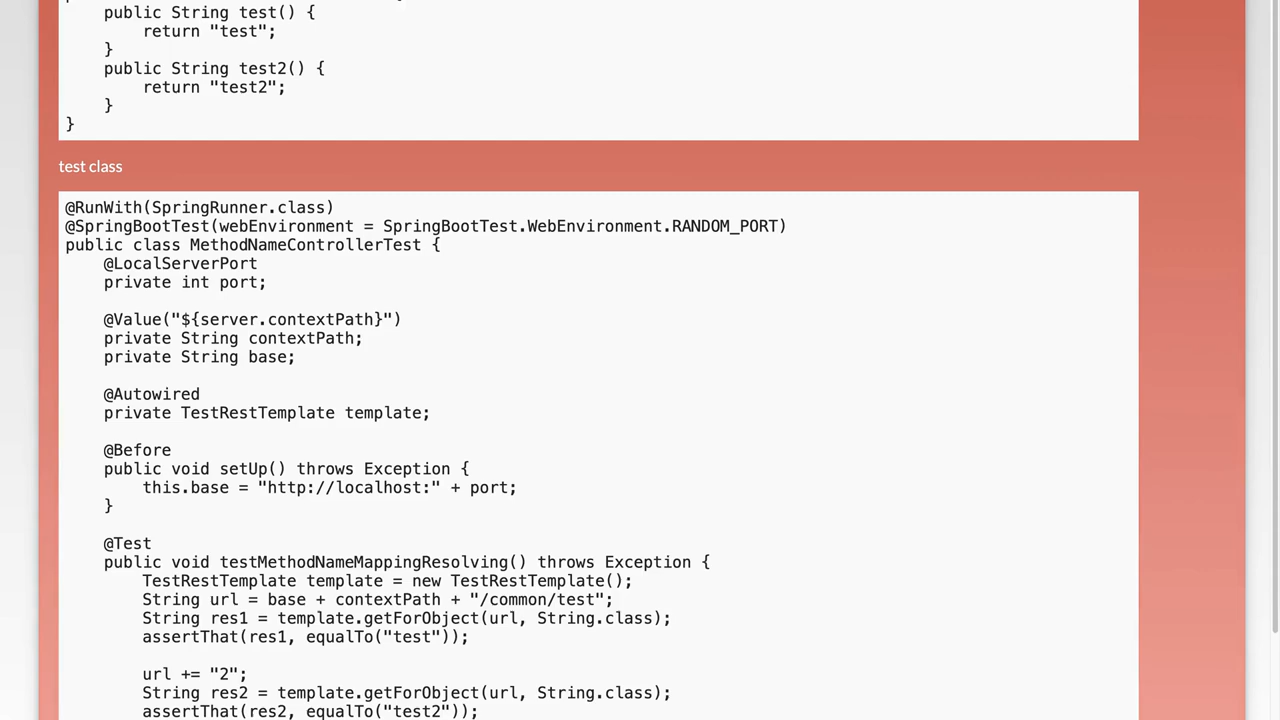 public String test() {
        return "test";
    }
    public String test2() {
        return "test2";
    }
}
test class
@RunWith(SpringRunner.class)
@SpringBootTest(webEnvironment = SpringBootTest.WebEnvironment.RANDOM_PORT)
public class MethodNameControllerTest {
    @LocalServerPort
    private int port;

    @Value("${server.contextPath}")
    private String contextPath;
    private String base;

    @Autowired
    private TestRestTemplate template;

    @Before
    public void setUp() throws Exception {
        this.base = "http://localhost:" + port;
    }

    @Test
    public void testMethodNameMappingResolving() throws Exception {
        TestRestTemplate template = new TestRestTemplate();
        String url = base + contextPath + "/common/test";
        String res1 = template.getForObject(url, String.class);
        assertThat(res1, equalTo("test"));

        url += "2";
        String res2 = template.getForObject(url, String.class);
        assertThat(res2, equalTo("test2"));